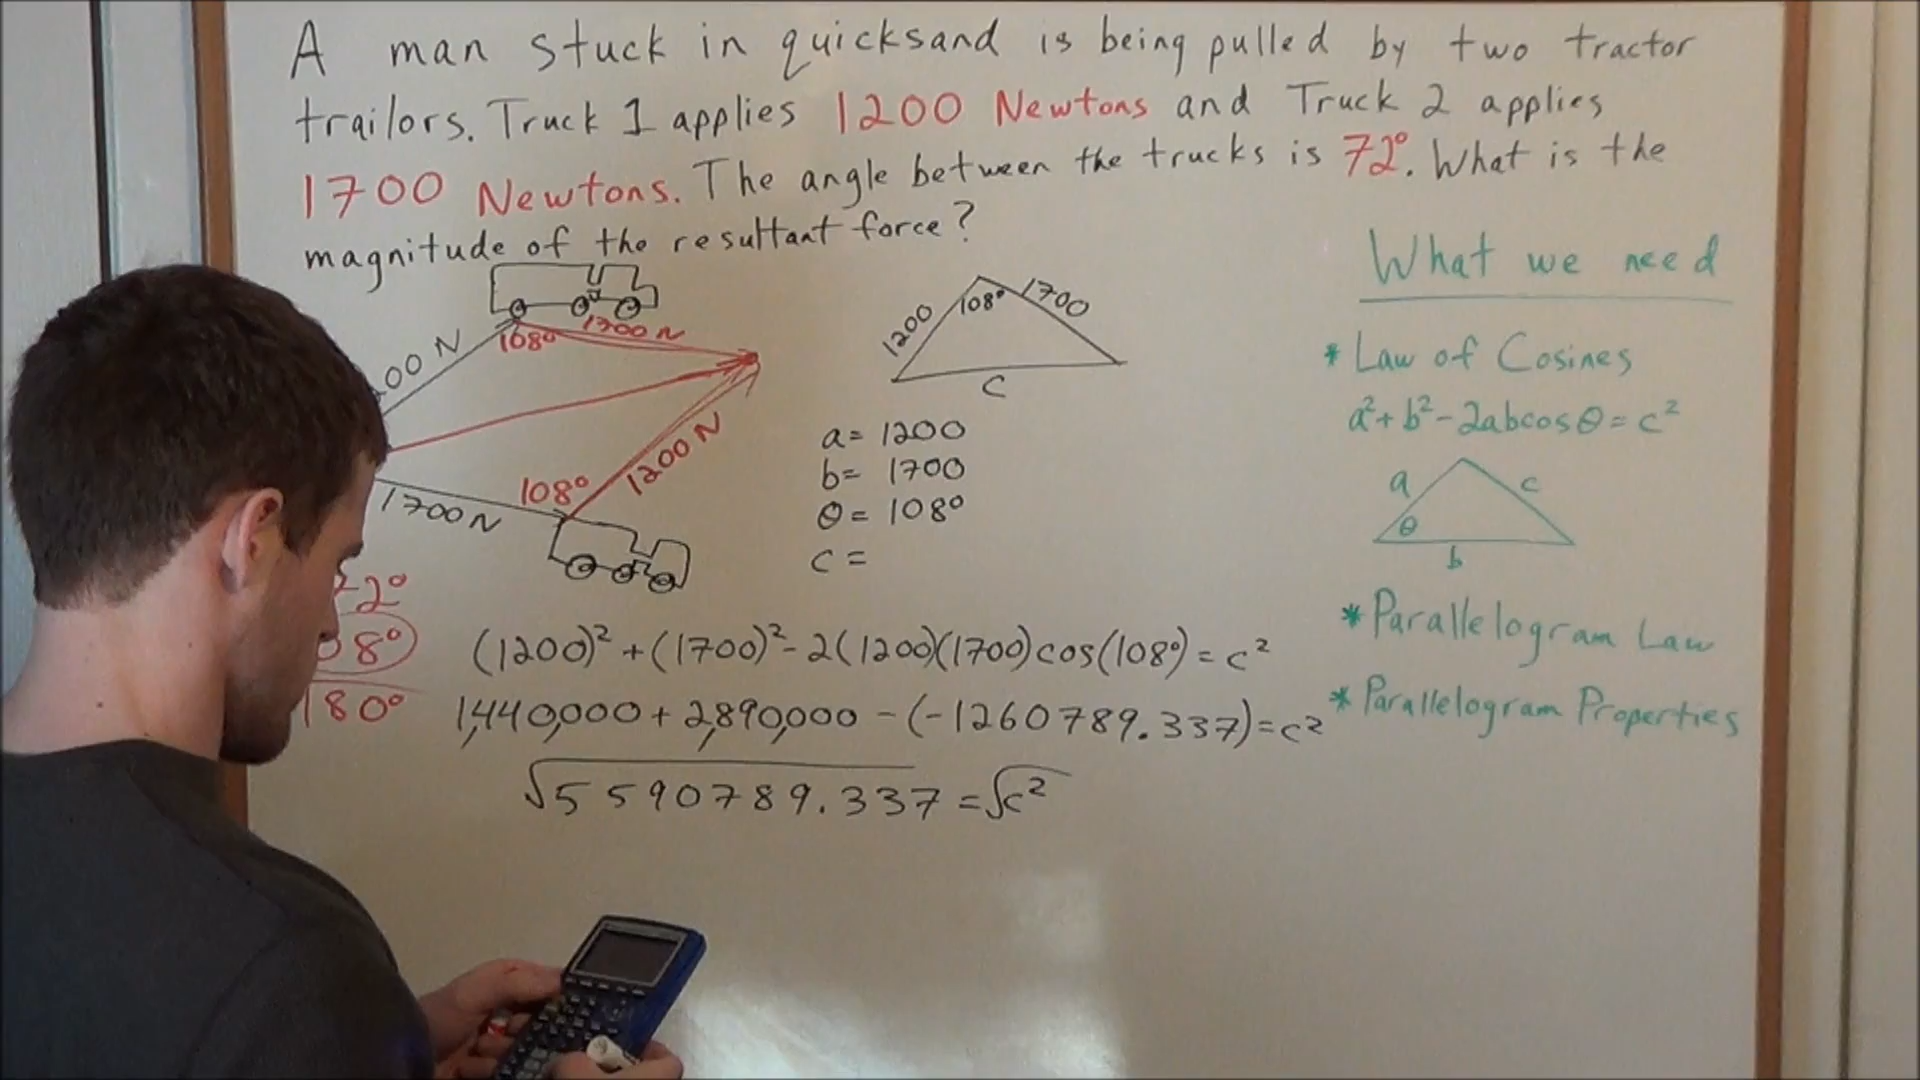 A man stuck in quicksand is being pulled by two tractor
trailors. Truck 1 applies 1200 Newtons and Truck 2 applies
1700 Newtons. The angle between the trucks is 72°. What is the
magnitude of the resultant force?
What we need
* Law of Cosines
a²+b²-2abcosθ=c²
a
c
θ
b
* Parallelogram Law
* Parallelogram Properties
00 N
108°
1700 N
1200 N
108°
1700 N
1200
108°
1700
c
a= 1200
b= 1700
θ= 108°
c =
2°
08°
180°
(1200)²+(1700)²-2(1200)(1700)cos(108°)=c²
1,440,000+2,890,000-(-1260789.337)=c²
√5590789.337=√c²